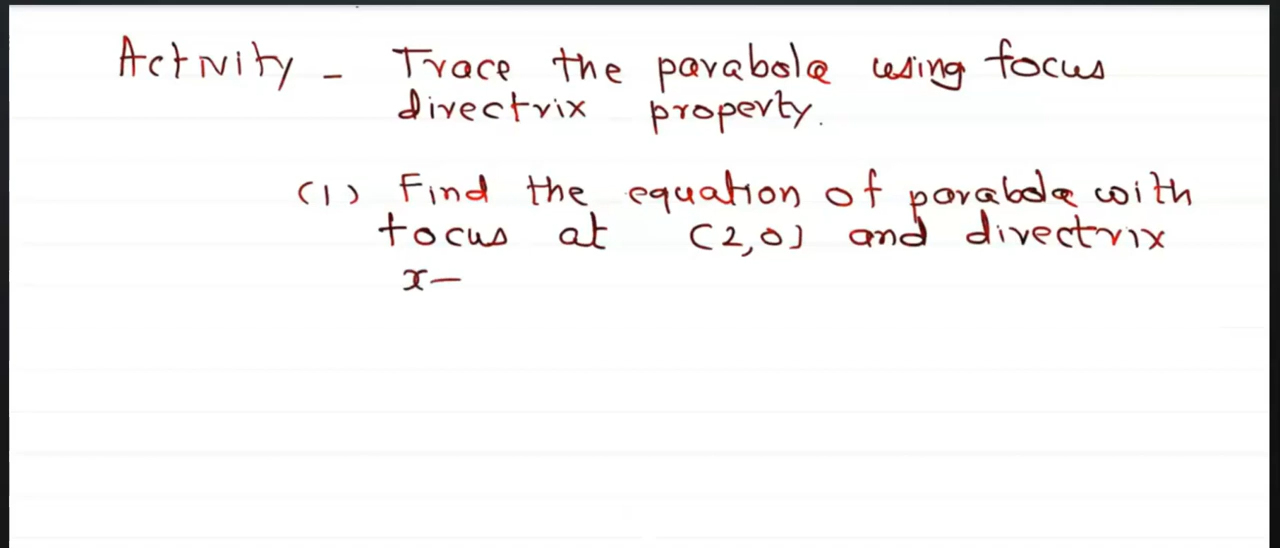 Activity - Trace the parabola using focus
directrix property.
(1) Find the equation of parabola with
focus at (2,0) and directrix
x-